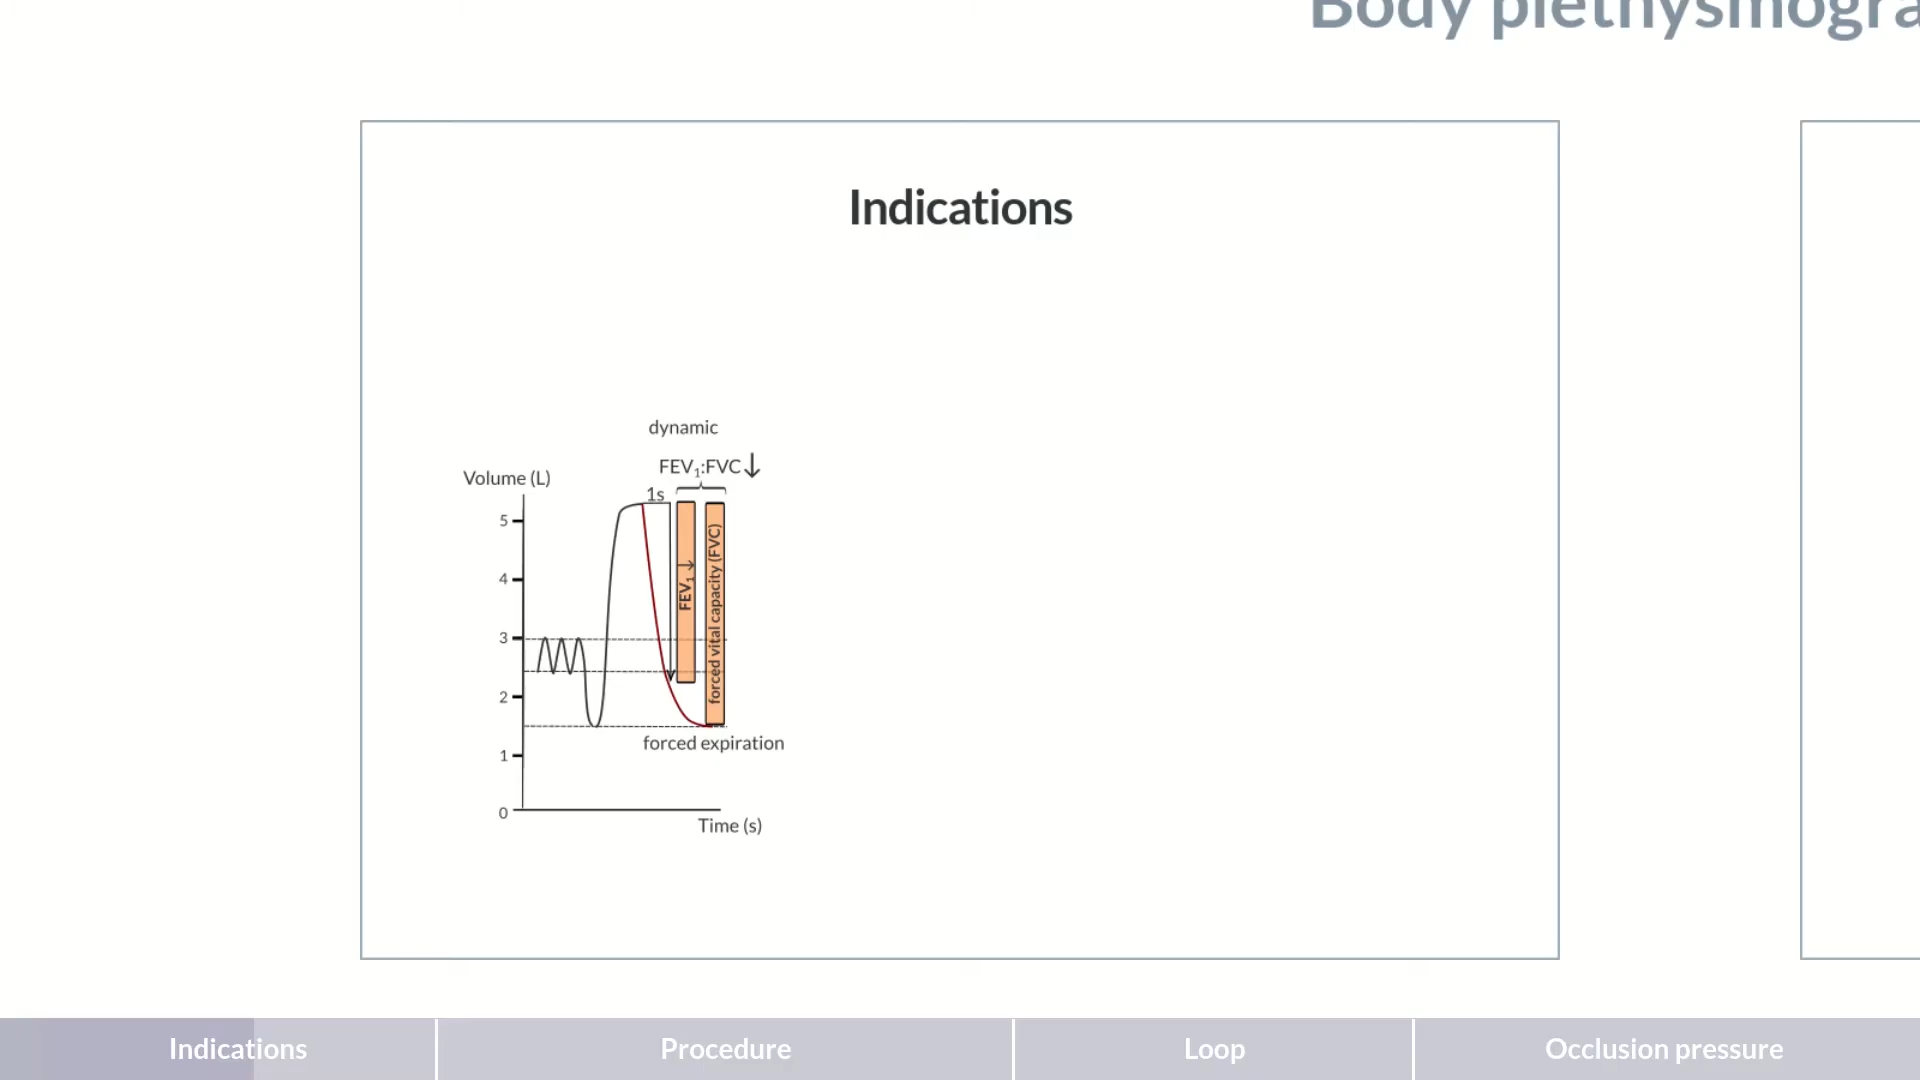 Body plethysmogra
Indications
dynamic
FEV₁:FVC↓
Volume (L)
1s
5
4
3
2
1
0
FEV₁ ↓
forced vital capacity (FVC)
forced expiration
Time (s)
Indications
Procedure
Loop
Occlusion pressure